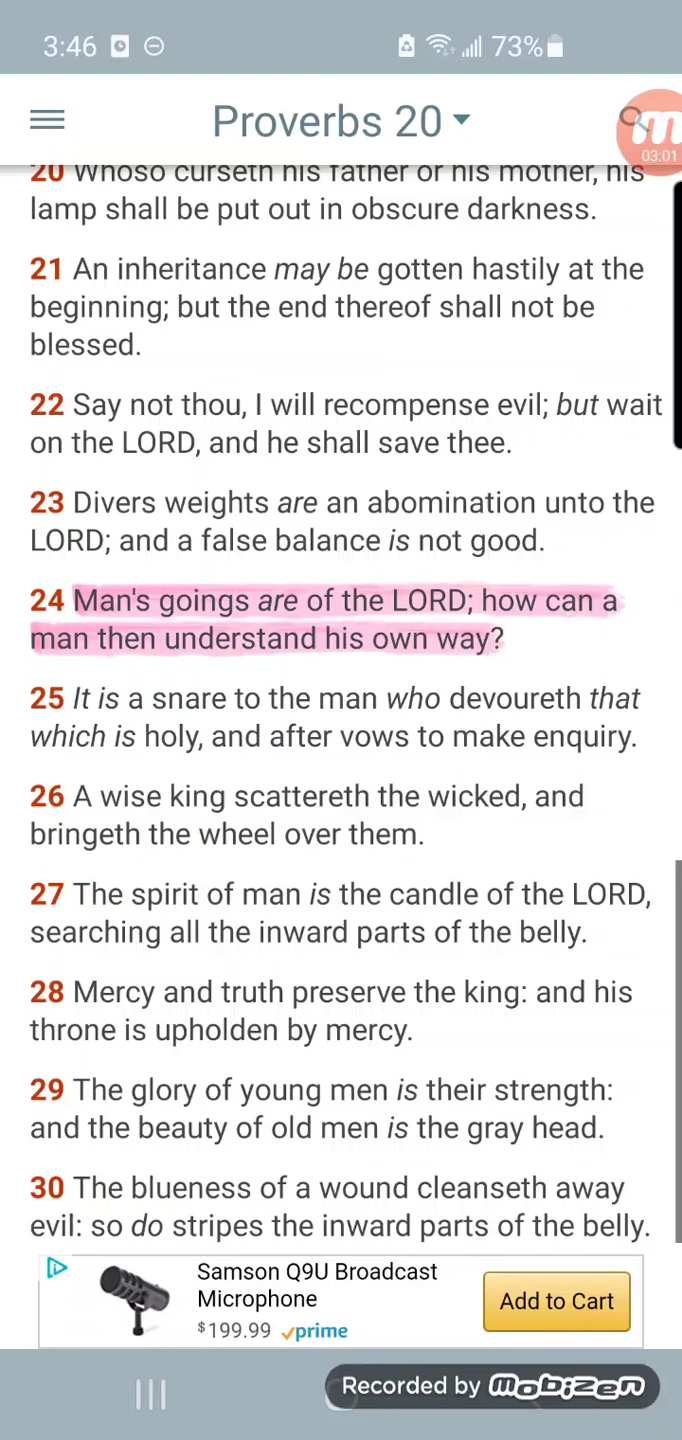 3:46 73%
Proverbs 20
03:01
20 Whoso curseth his father or his mother, his
lamp shall be put out in obscure darkness.
21 An inheritance may be gotten hastily at the
beginning; but the end thereof shall not be
blessed.
22 Say not thou, I will recompense evil; but wait
on the LORD, and he shall save thee.
23 Divers weights are an abomination unto the
LORD; and a false balance is not good.
24 Man's goings are of the LORD; how can a
man then understand his own way?
25 It is a snare to the man who devoureth that
which is holy, and after vows to make enquiry.
26 A wise king scattereth the wicked, and
bringeth the wheel over them.
27 The spirit of man is the candle of the LORD,
searching all the inward parts of the belly.
28 Mercy and truth preserve the king: and his
throne is upholden by mercy.
29 The glory of young men is their strength:
and the beauty of old men is the gray head.
30 The blueness of a wound cleanseth away
evil: so do stripes the inward parts of the belly.
Samson Q9U Broadcast
Microphone
$199.99 prime
Add to Cart
Recorded by mobizen